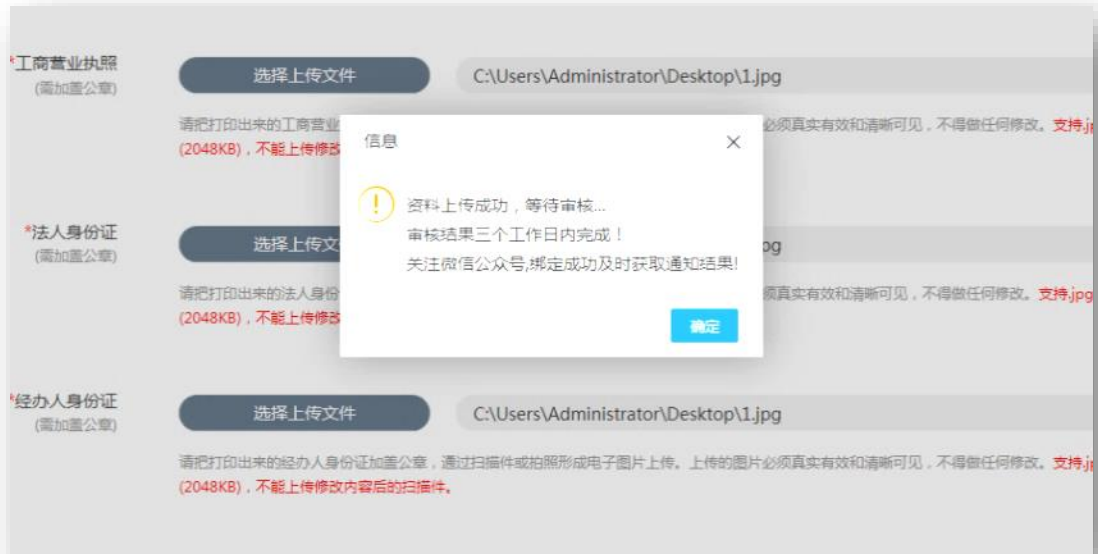 *工商营业执照
(需加盖公章)
选择上传文件
C:\Users\Administrator\Desktop\1.jpg
请把打印出来的工商营业
必须真实有效和清晰可见，不得做任何修改。支持.jp
(2048KB)，不能上传修改
信息
资料上传成功，等待审核...
审核结果三个工作日内完成！
关注微信公众号,绑定成功及时获取通知结果!
确定
*法人身份证
(需加盖公章)
选择上传文
pg
请把打印出来的法人身份
须真实有效和清晰可见，不得做任何修改。支持.jpg
(2048KB)，不能上传修改
*经办人身份证
(需加盖公章)
选择上传文件
C:\Users\Administrator\Desktop\1.jpg
请把打印出来的经办人身份证加盖公章，通过扫描件或拍照形成电子图片上传。上传的图片必须真实有效和清晰可见，不得做任何修改。支持.jp
(2048KB)，不能上传修改内容后的扫描件。